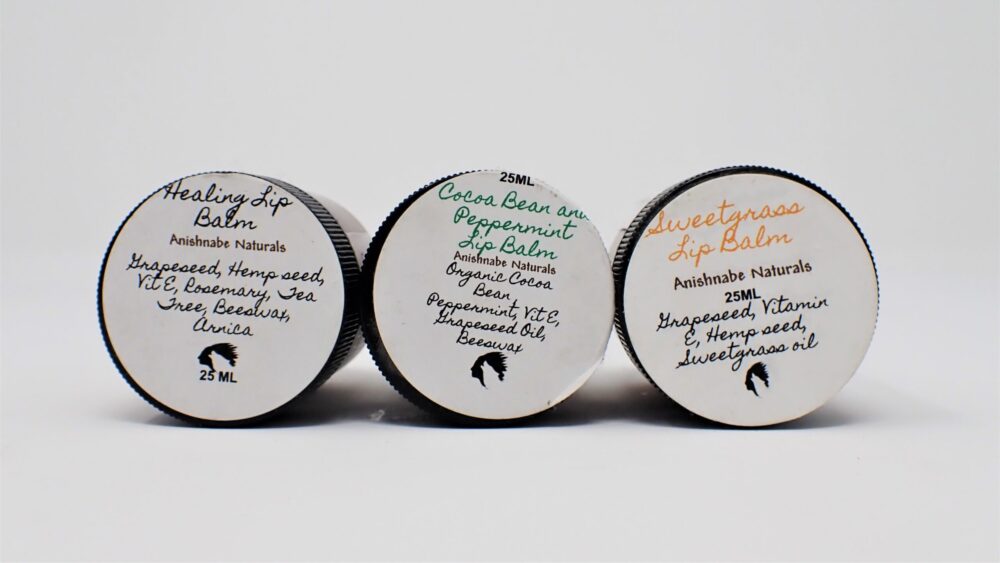 Healing Lip
Balm
Anishnabe Naturals
Grapeseed, Hemp seed,
Vit E, Rosemary, Tea
Tree, Beeswax,
Arnica
25 ML
25ML
Cocoa Bean and
Peppermint
Lip Balm
Anishnabe Naturals
Organic Cocoa
Bean,
Peppermint, Vit E,
Grapeseed Oil,
Beeswax
Sweetgrass
Lip Balm
Anishnabe Naturals
25ML
Grapeseed, Vitamin
E, Hemp seed,
Sweetgrass oil